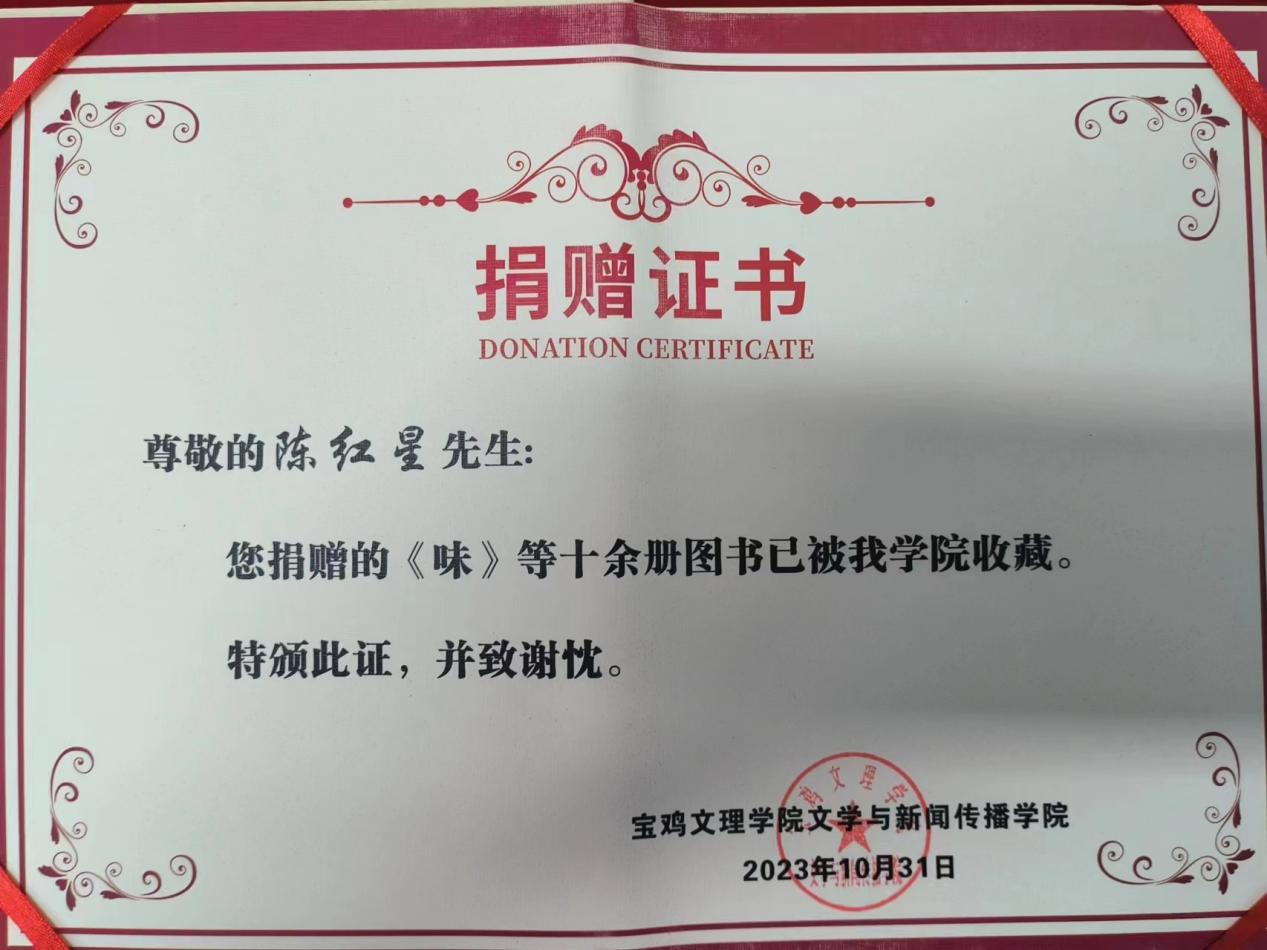 捐赠证书
DONATION CERTIFICATE
尊敬的陈红星先生:
您捐赠的《味》等十余册图书已被我学院收藏。
特颁此证，并致谢忱。
宝鸡文理学院文学与新闻传播学院
2023年10月31日